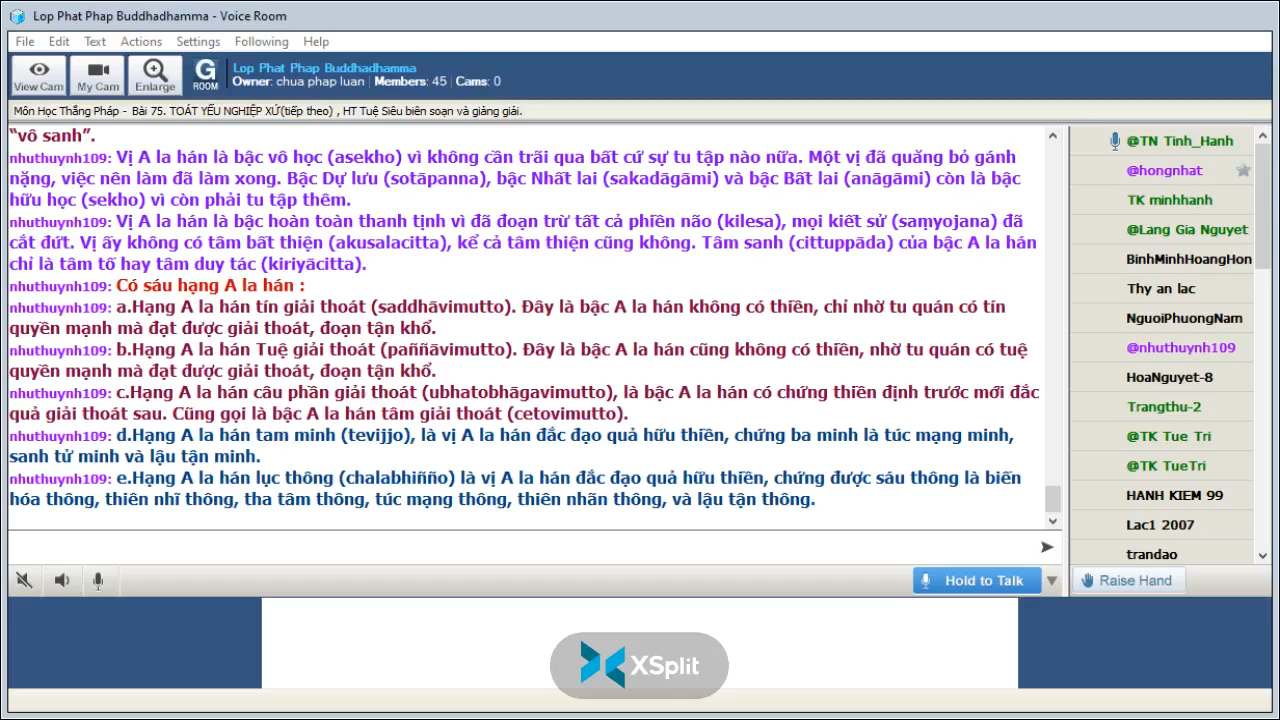 Lop Phat Phap Buddhadhamma - Voice Room
File Edit Text Actions Settings Following Help
View Cam My Cam Enlarge G ROOM
Lop Phat Phap Buddhadhamma
Owner: chua phap luan | Members: 45 | Cams: 0
Môn Học Thắng Pháp - Bài 75. TOÁT YẾU NGHIỆP XỨ(tiếp theo) , HT Tuệ Siêu biên soạn và giảng giải.
“vô sanh”.
nhuthuynh109: Vị A la hán là bậc vô học (asekho) vì không cần trãi qua bất cứ sự tu tập nào nữa. Một vị đã quăng bỏ gánh
nặng, việc nên làm đã làm xong. Bậc Dự lưu (sotāpanna), bậc Nhất lai (sakadāgāmi) và bậc Bất lai (anāgāmi) còn là bậc
hữu học (sekho) vì còn phải tu tập thêm.
nhuthuynh109: Vị A la hán là bậc hoàn toàn thanh tịnh vì đã đoạn trừ tất cả phiền não (kilesa), mọi kiết sử (saṃyojana) đã
cắt đứt. Vị ấy không có tâm bất thiện (akusalacitta), kể cả tâm thiện cũng không. Tâm sanh (cittuppāda) của bậc A la hán
chỉ là tâm tố hay tâm duy tác (kiriyācitta).
nhuthuynh109: Có sáu hạng A la hán :
nhuthuynh109: a.Hạng A la hán tín giải thoát (saddhāvimutto). Đây là bậc A la hán không có thiền, chỉ nhờ tu quán có tín
quyền mạnh mà đạt được giải thoát, đoạn tận khổ.
nhuthuynh109: b.Hạng A la hán Tuệ giải thoát (paññāvimutto). Đây là bậc A la hán cũng không có thiền, nhờ tu quán có tuệ
quyền mạnh mà đạt được giải thoát, đoạn tận khổ.
nhuthuynh109: c.Hạng A la hán câu phần giải thoát (ubhatobhāgavimutto), là bậc A la hán có chứng thiền định trước mới đắc
quả giải thoát sau. Cũng gọi là bậc A la hán tâm giải thoát (cetovimutto).
nhuthuynh109: d.Hạng A la hán tam minh (tevijjo), là vị A la hán đắc đạo quả hữu thiền, chứng ba minh là túc mạng minh,
sanh tử minh và lậu tận minh.
nhuthuynh109: e.Hạng A la hán lục thông (chalabhiñño) là vị A la hán đắc đạo quả hữu thiền, chứng được sáu thông là biến
hóa thông, thiên nhĩ thông, tha tâm thông, túc mạng thông, thiên nhãn thông, và lậu tận thông.
@TN Tinh_Hanh
@hongnhat
TK minhhanh
@Lang Gia Nguyet
BinhMinhHoangHon
Thy an lac
NguoiPhuongNam
@nhuthuynh109
HoaNguyet-8
Trangthu-2
@TK Tue Tri
@TK TueTri
HANH KIEM 99
Lac1 2007
trandao
Hold to Talk
Raise Hand
XSplit